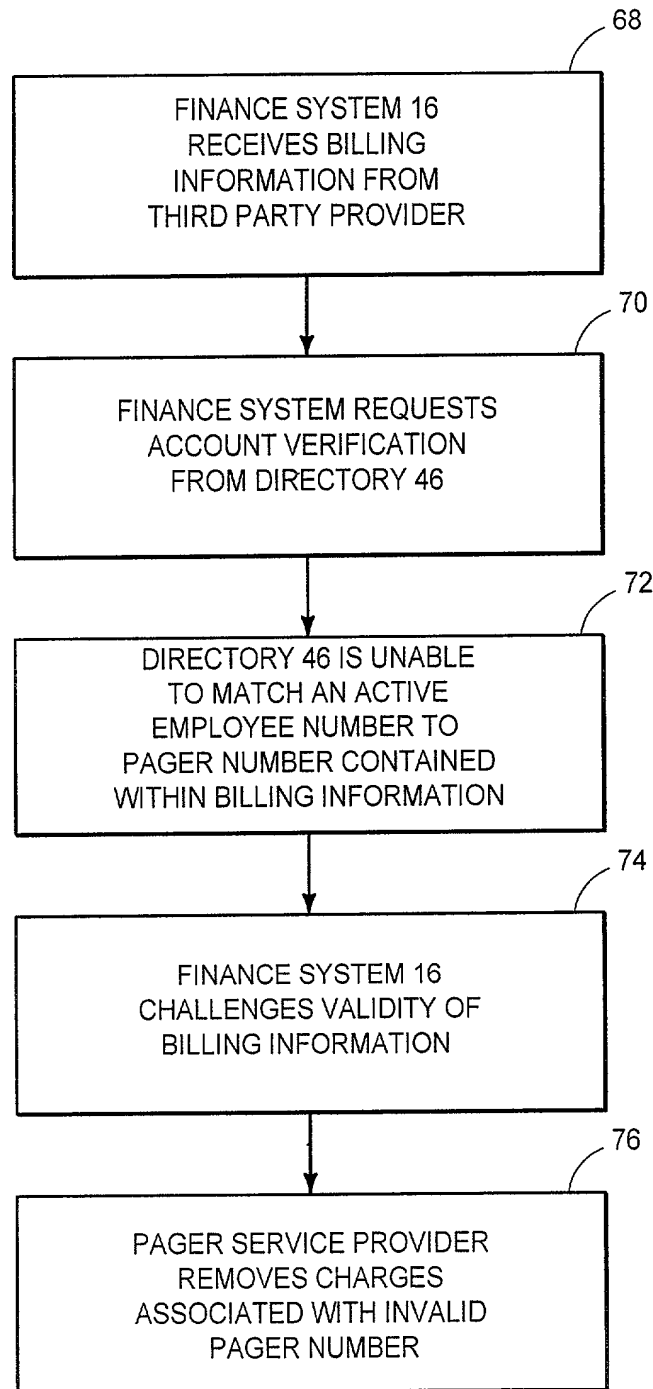 68
FINANCE SYSTEM 16
RECEIVES BILLING
INFORMATION FROM
THIRD PARTY PROVIDER
70
FINANCE SYSTEM REQUESTS
ACCOUNT VERIFICATION
FROM DIRECTORY 46
72
DIRECTORY 46 IS UNABLE
TO MATCH AN ACTIVE
EMPLOYEE NUMBER TO
PAGER NUMBER CONTAINED
WITHIN BILLING INFORMATION
74
FINANCE SYSTEM 16
CHALLENGES VALIDITY OF
BILLING INFORMATION
76
PAGER SERVICE PROVIDER
REMOVES CHARGES
ASSOCIATED WITH INVALID
PAGER NUMBER